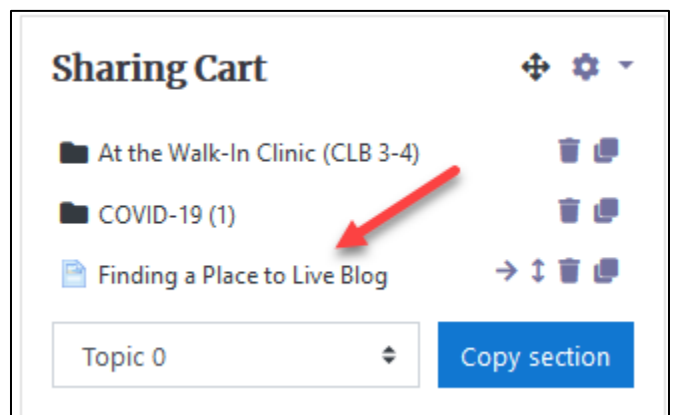 Sharing Cart
At the Walk-In Clinic (CLB 3-4)
COVID-19 (1)
Finding a Place to Live Blog
Topic 0
Copy section